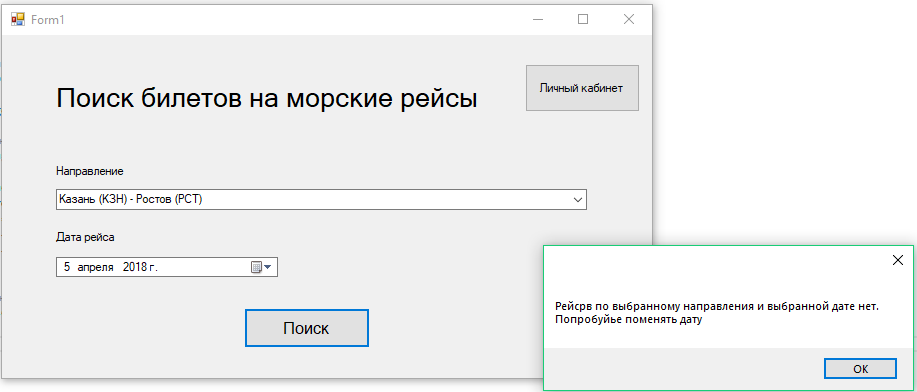 Form1
Поиск билетов на морские рейсы
Личный кабинет
Направление
Казань (КЗН) - Ростов (РСТ)
Дата рейса
5 апреля 2018 г.
Поиск
Рейсрв по выбранному направления и выбранной дате нет.
Попробуйье поменять дату
ОК